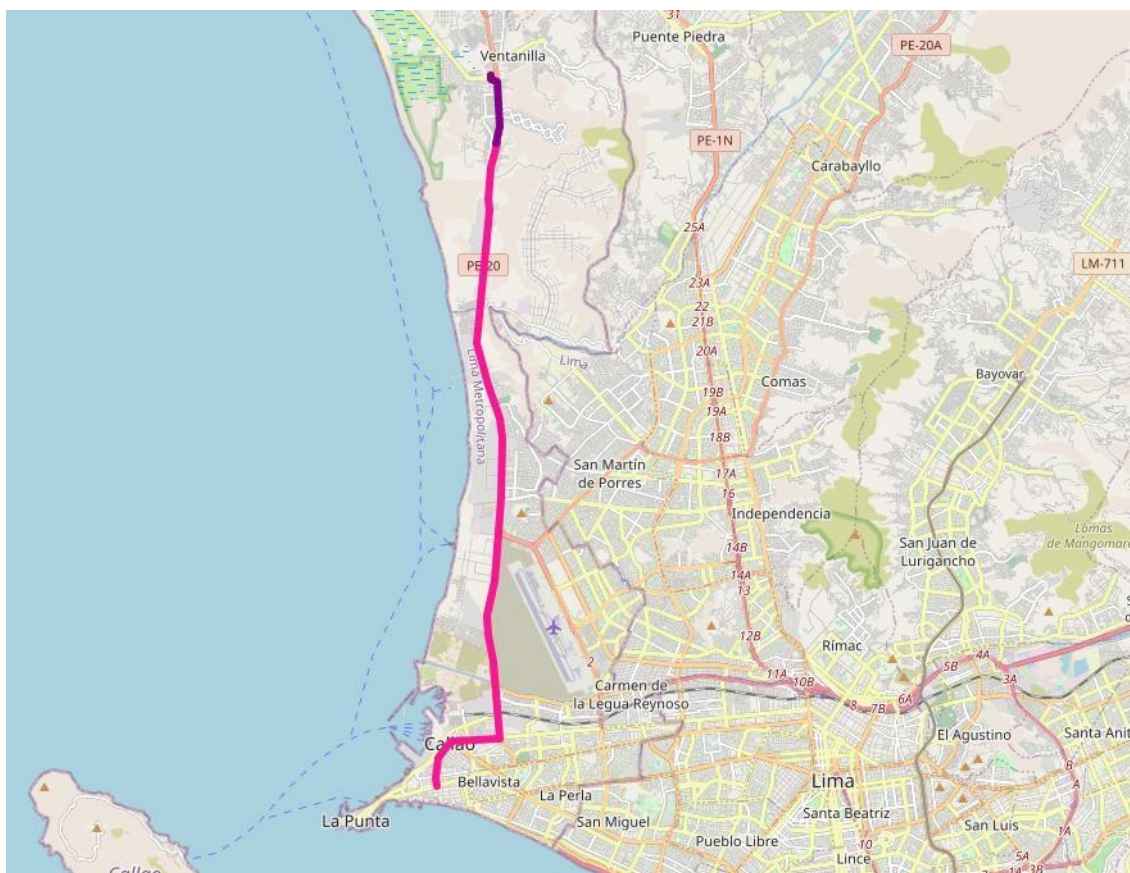 31
Puente Piedra
PE-20A
Ventanilla
PE-1N
Carabayllo
25A
LM-711
PE-20
23A
22
21B
Lima
20A
Lima Metropolitana
Comas
Bayovar
19B
19A
18B
San Martín
de Porres
17A
16
Independencia
San Juan de
Lurigancho
Lomas
de Mangomar
14B
14A
13
12B
Rímac
2
11A
10B
5B
4A
3A
Carmen de
la Legua Reynoso
8
7B
6A
El Agustino
Santa Anit
Callao
Bellavista
Lima
B
A
La Perla
La Punta
San Miguel
Santa Beatriz
San Luis
1A
Pueblo Libre
10
Lince
5A
1A
3B
Callao